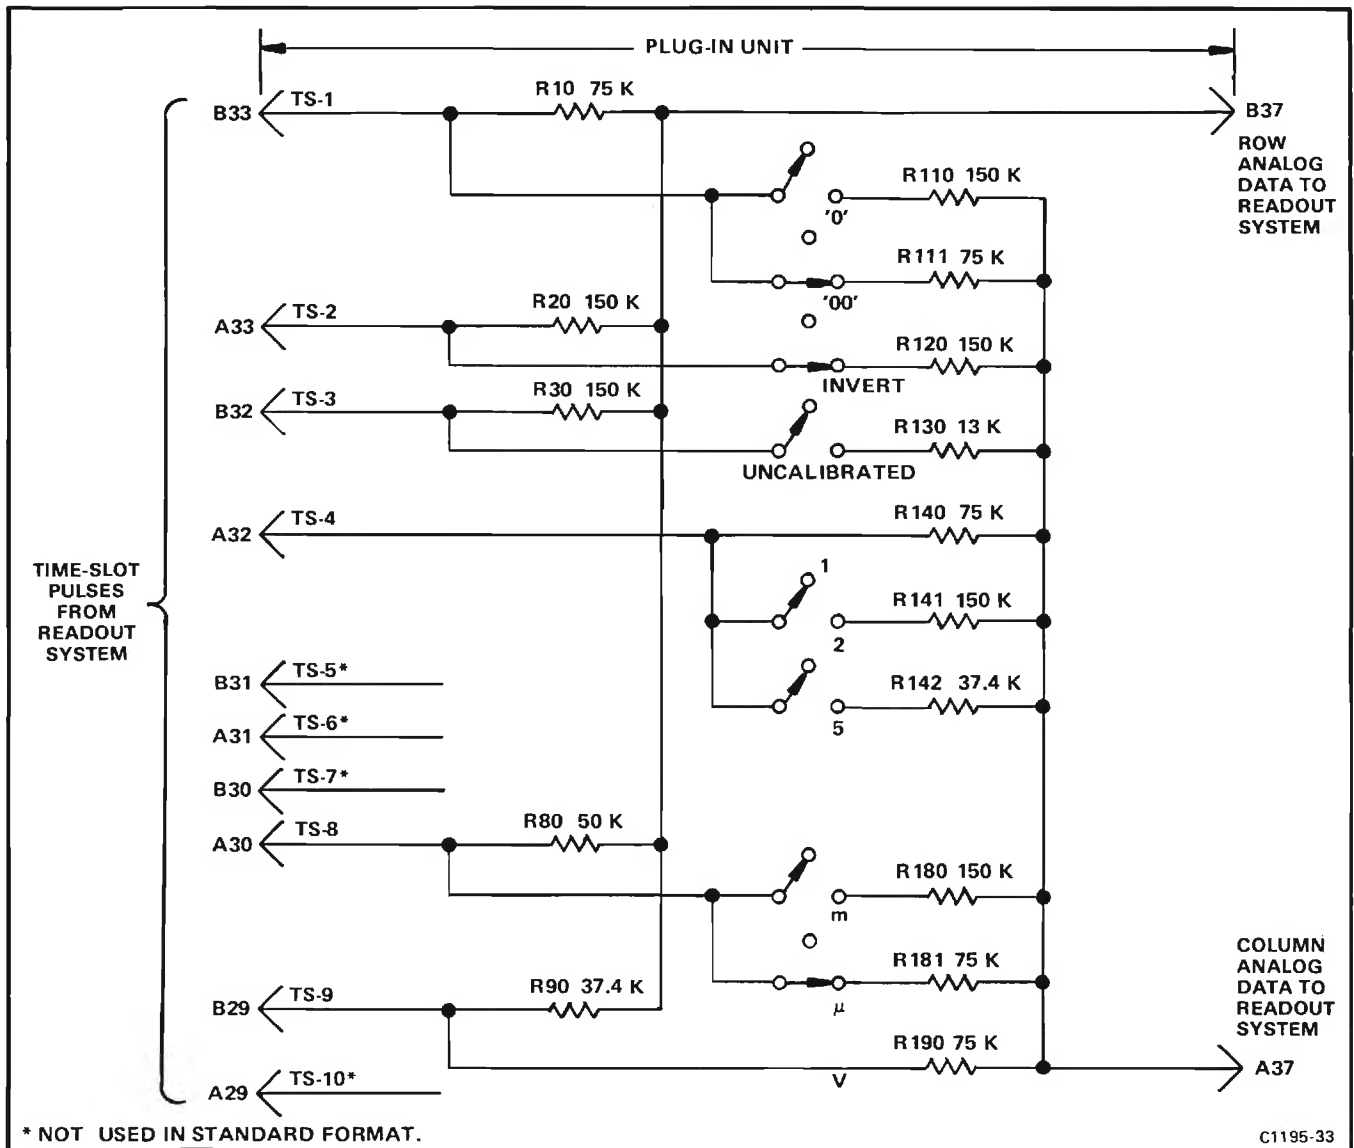 PLUG-IN UNIT
B33 TS-1 R10 75 K B37
ROW
ANALOG
DATA TO
READOUT
SYSTEM
R110 150 K
'0'
R111 75 K
'00'
A33 TS-2 R20 150 K
R120 150 K
INVERT
B32 TS-3 R30 150 K
R130 13 K
UNCALIBRATED
A32 TS-4 R140 75 K
TIME-SLOT
PULSES
FROM
READOUT
SYSTEM
1
R141 150 K
2
R142 37.4 K
5
B31 TS-5*
A31 TS-6*
B30 TS-7*
A30 TS-8 R80 50 K
R180 150 K
m
R181 75 K
μ
B29 TS-9 R90 37.4 K
COLUMN
ANALOG
DATA TO
READOUT
SYSTEM
R190 75 K
V
A37
A29 TS-10*
* NOT USED IN STANDARD FORMAT.
C1195-33